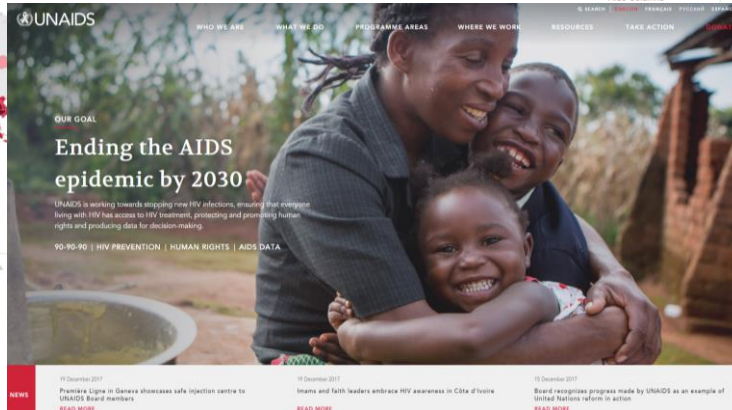 UNAIDS
SEARCH | ENGLISH FRANÇAIS РУССКИЙ
WHO WE ARE WHAT WE DO PROGRAMME AREAS WHERE WE WORK RESOURCES TAKE ACTION
OUR GOAL
Ending the AIDS
epidemic by 2030
UNAIDS is working towards stopping new HIV infections, ensuring that everyone
living with HIV has access to HIV treatment, protecting and promoting human
rights and producing data for decision-making.
90-90-90 | HIV PREVENTION | HUMAN RIGHTS | AIDS DATA
NEWS
19 December 2017
Première Ligne in Geneva showcases safe injection centre to
UNAIDS Board members
READ MORE
19 December 2017
Imams and faith leaders embrace HIV awareness in Côte d'Ivoire
READ MORE
December 2017
Board recognizes progress made by UNAIDS as an example of
United Nations reform in action
READ MORE